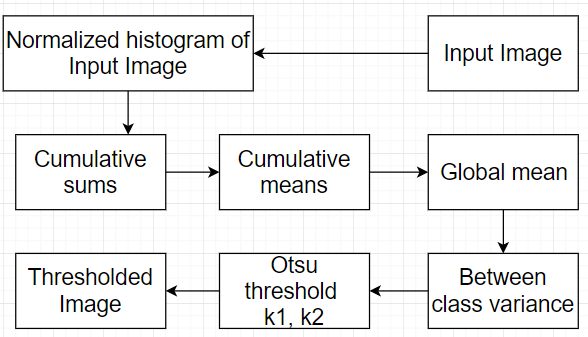 Normalized histogram of
Input Image
Input Image
Cumulative
sums
Cumulative
means
Global mean
Thresholded
Image
Otsu
threshold
k1, k2
Between
class variance